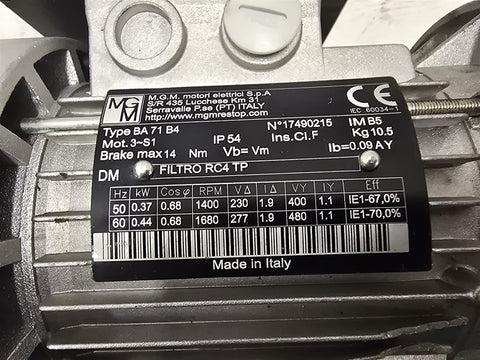 MGM
M.G.M. motori elettrici S.p.A
S/R 435 Lucchese Km 31
Serravalle P.se (PT) ITALY
http://www.mgmrestop.com
CE
IEC 60034-1
Type BA 71 B4 N°17490215 IM B5
Mot. 3~S1 IP 54 Ins.Cl.F Kg 10.5
Brake max 14 Nm Vb= Vm Ib=0.09 AY
DM FILTRO RC4 TP
Hz kW Cos φ RPM V Δ I Δ VY IY Eff
50 0.37 0.68 1400 230 1.9 400 1.1 IE1-67,0%
60 0.44 0.68 1680 277 1.9 480 1.1 IE1-70,0%
Made in Italy